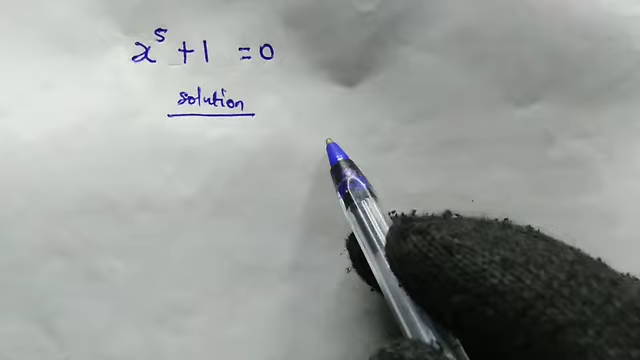 x⁵ + 1 = 0
solution